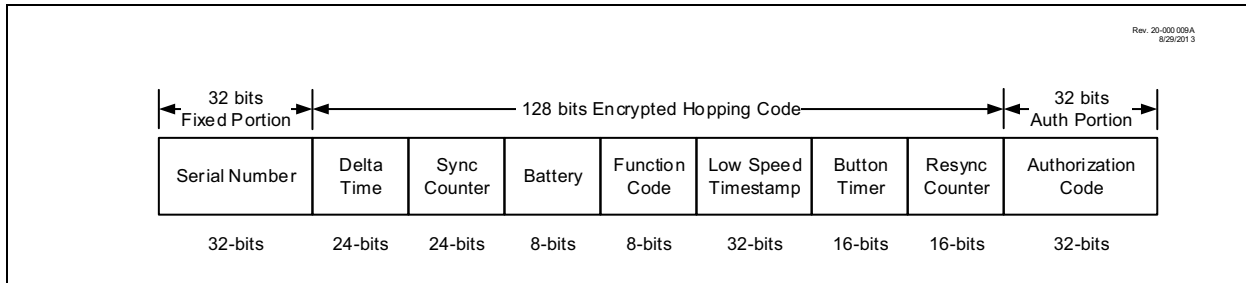 Rev. 20-000009A
8/29/2013
32 bits
Fixed Portion
128 bits Encrypted Hopping Code
32 bits
Auth Portion
Serial Number
Delta
Time
Sync
Counter
Battery
Function
Code
Low Speed
Timestamp
Button
Timer
Resync
Counter
Authorization
Code
32-bits
24-bits
24-bits
8-bits
8-bits
32-bits
16-bits
16-bits
32-bits